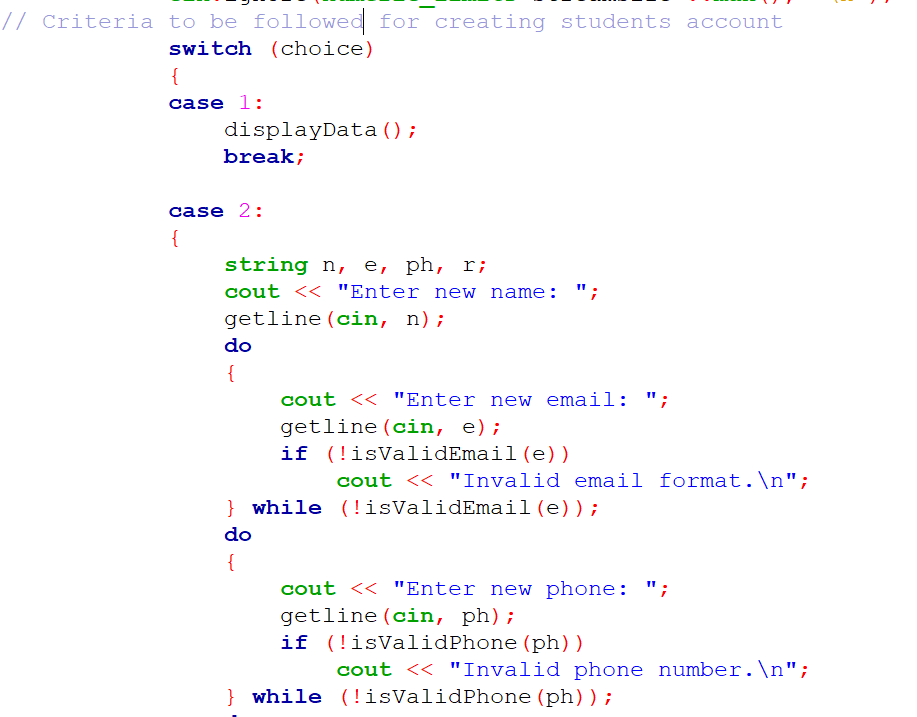 // Criteria to be followed for creating students account
switch (choice)
{
case 1:
displayData();
break;
case 2:
{
string n, e, ph, r;
cout << "Enter new name: ";
getline(cin, n);
do
{
cout << "Enter new email: ";
getline(cin, e);
if (!isValidEmail(e))
cout << "Invalid email format.\n";
} while (!isValidEmail(e));
do
{
cout << "Enter new phone: ";
getline(cin, ph);
if (!isValidPhone(ph))
cout << "Invalid phone number.\n";
} while (!isValidPhone(ph));